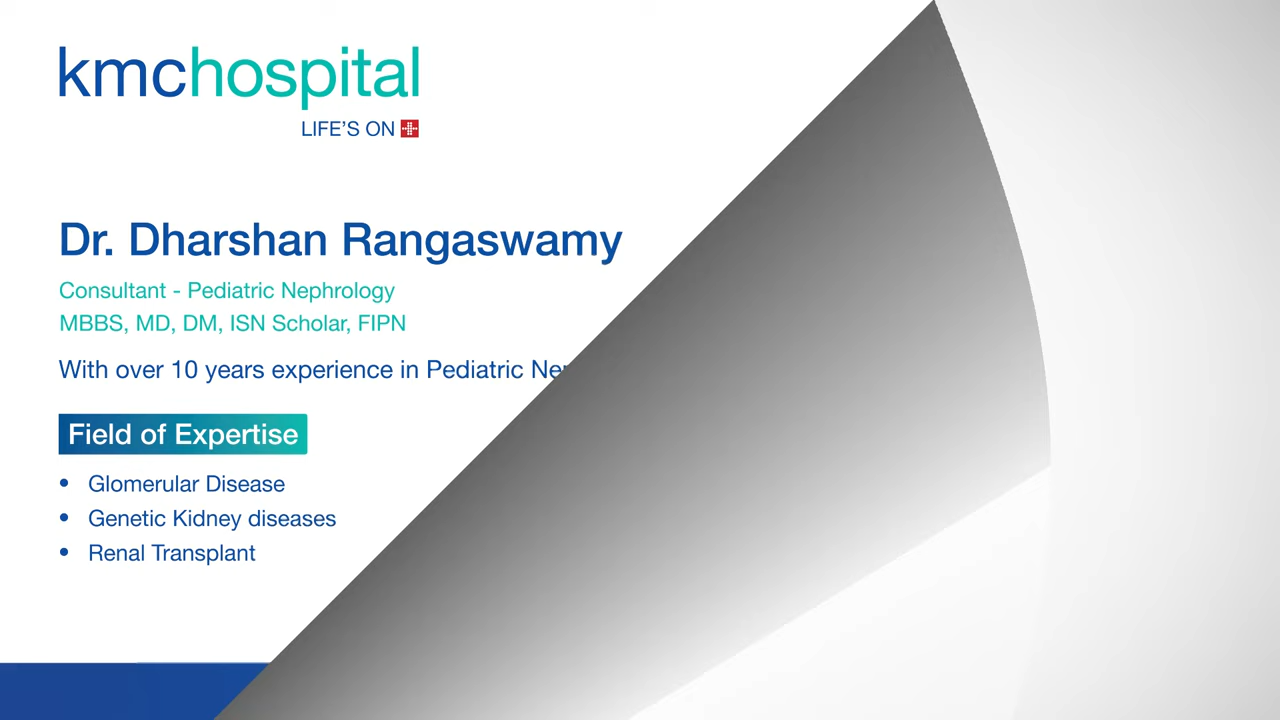 kmchospital
LIFE'S ON
Dr. Dharshan Rangaswamy
Consultant - Pediatric Nephrology
MBBS, MD, DM, ISN Scholar, FIPN
With over 10 years experience in Pediatric
Field of Expertise
• Glomerular Disease
• Genetic Kidney diseases
• Renal Transplant